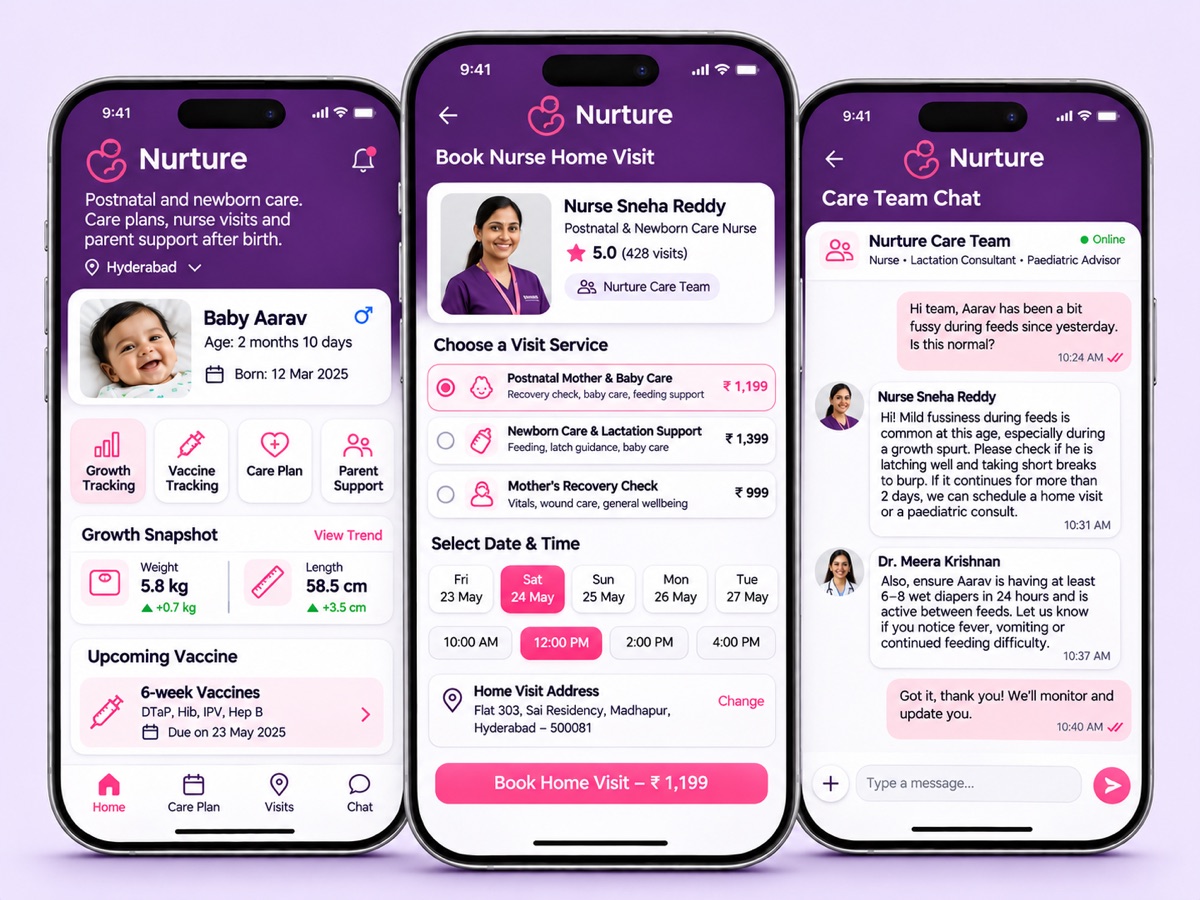 9:41
Nurture
Postnatal and newborn care.
Care plans, nurse visits and
parent support after birth.
Hyderabad
Baby Aarav
Age: 2 months 10 days
Born: 12 Mar 2025
Growth
Tracking
Vaccine
Tracking
Care Plan
Parent
Support
Growth Snapshot
View Trend
Weight
5.8 kg
+0.7 kg
Length
58.5 cm
+3.5 cm
Upcoming Vaccine
6-week Vaccines
DTaP, Hib, IPV, Hep B
Due on 23 May 2025
Home
Care Plan
Visits
Chat
9:41
Nurture
Book Nurse Home Visit
Nurse Sneha Reddy
Postnatal & Newborn Care Nurse
5.0 (428 visits)
Nurture Care Team
Choose a Visit Service
Postnatal Mother & Baby Care
Recovery check, baby care, feeding support
₹ 1,199
Newborn Care & Lactation Support
Feeding, latch guidance, baby care
₹ 1,399
Mother's Recovery Check
Vitals, wound care, general wellbeing
₹ 999
Select Date & Time
Fri
23 May
Sat
24 May
Sun
25 May
Mon
26 May
Tue
27 May
10:00 AM
12:00 PM
2:00 PM
4:00 PM
Home Visit Address
Flat 303, Sai Residency, Madhapur,
Hyderabad – 500081
Change
Book Home Visit – ₹ 1,199
9:41
Nurture
Care Team Chat
Nurture Care Team
Online
Nurse • Lactation Consultant • Paediatric Advisor
Hi team, Aarav has been a bit
fussy during feeds since yesterday.
Is this normal?
10:24 AM
Nurse Sneha Reddy
Hi! Mild fussiness during feeds is
common at this age, especially during
a growth spurt. Please check if he is
latching well and taking short breaks
to burp. If it continues for more than
2 days, we can schedule a home visit
or a paediatric consult.
10:31 AM
Dr. Meera Krishnan
Also, ensure Aarav is having at least
6–8 wet diapers in 24 hours and is
active between feeds. Let us know
if you notice fever, vomiting or
continued feeding difficulty.
10:37 AM
Got it, thank you! We'll monitor and
update you.
10:40 AM
Type a message...